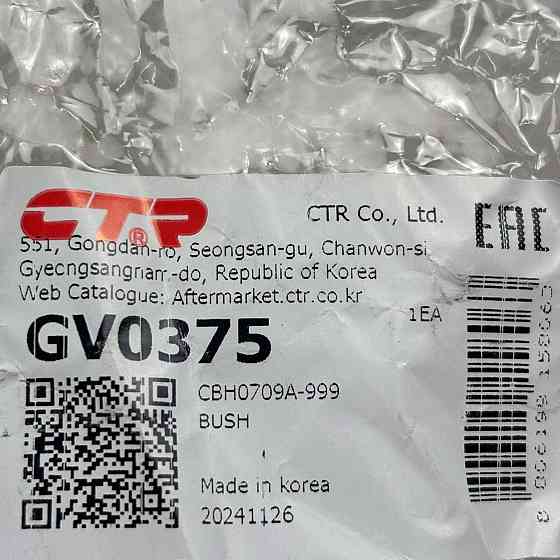 CTR®
CTR Co., Ltd.
EAC
551, Gongdan-ro, Seongsan-gu, Chanwon-si
Gyeongsangnam-do, Republic of Korea
Web Catalogue: Aftermarket.ctr.co.kr
GV0375
1EA
CBH0709A-999
BUSH
Made in korea
20241126